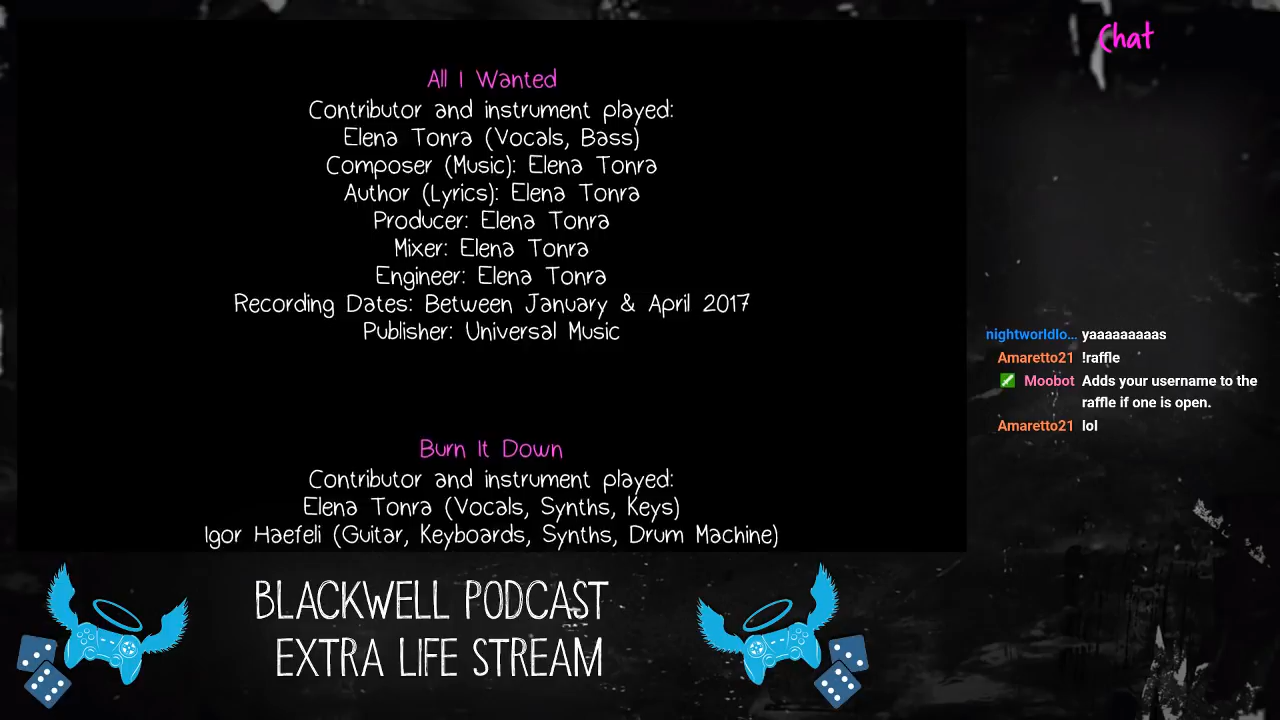 Chat
All I Wanted
Contributor and instrument played:
Elena Tonra (Vocals, Bass)
Composer (Music): Elena Tonra
Author (Lyrics): Elena Tonra
Producer: Elena Tonra
Mixer: Elena Tonra
Engineer: Elena Tonra
Recording Dates: Between January & April 2017
Publisher: Universal Music
Burn It Down
Contributor and instrument played:
Elena Tonra (Vocals, Synths, Keys)
Igor Haefeli (Guitar, Keyboards, Synths, Drum Machine)
nightworldlo... yaaaaaaaaas
Amaretto21 !raffle
Moobot Adds your username to the
raffle if one is open.
Amaretto21 lol
BLACKWELL PODCAST
EXTRA LIFE STREAM